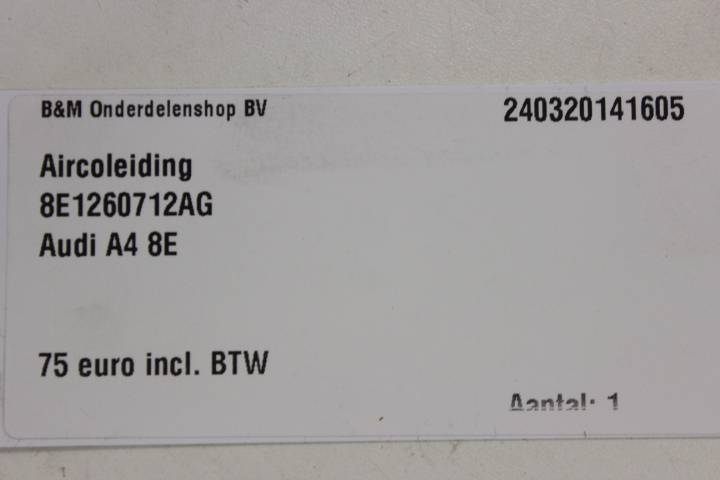 B&M Onderdelenshop BV 240320141605
Aircoleiding
8E1260712AG
Audi A4 8E
75 euro incl. BTW
Aantal: 1